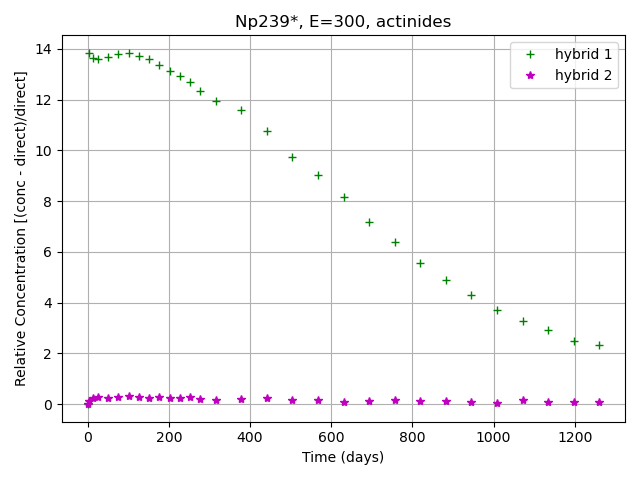 Np239*, E=300, actinides
Relative Concentration [(conc - direct)/direct]
14
12
10
8
6
4
2
0
hybrid 1
hybrid 2
0 200 400 600 800 1000 1200
Time (days)